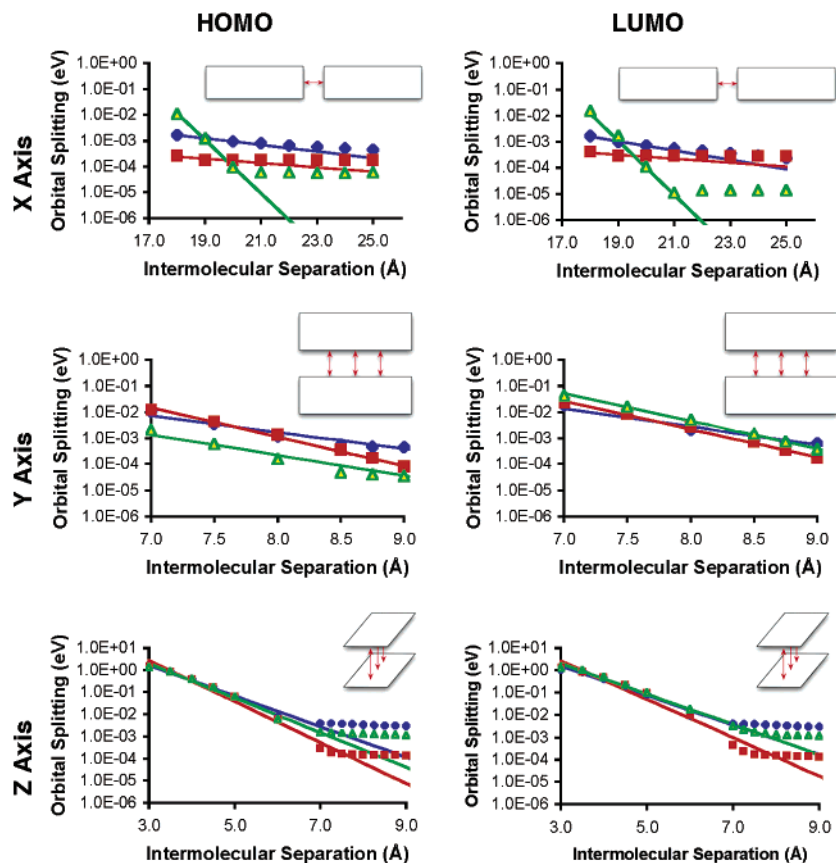 HOMO
LUMO
X Axis
Orbital Splitting (eV)
1.0E+00
1.0E-01
1.0E-02
1.0E-03
1.0E-04
1.0E-05
1.0E-06
17.0 19.0 21.0 23.0 25.0
Intermolecular Separation (Å)
Orbital Splitting (eV)
1.0E+00
1.0E-01
1.0E-02
1.0E-03
1.0E-04
1.0E-05
1.0E-06
17.0 19.0 21.0 23.0 25.0
Intermolecular Separation (Å)
Y Axis
Orbital Splitting (eV)
1.0E+00
1.0E-01
1.0E-02
1.0E-03
1.0E-04
1.0E-05
1.0E-06
7.0 7.5 8.0 8.5 9.0
Intermolecular Separation (Å)
Orbital Splitting (eV)
1.0E+00
1.0E-01
1.0E-02
1.0E-03
1.0E-04
1.0E-05
1.0E-06
7.0 7.5 8.0 8.5 9.0
Intermolecular Separation (Å)
Z Axis
Orbital Splitting (eV)
1.0E+01
1.0E+00
1.0E-01
1.0E-02
1.0E-03
1.0E-04
1.0E-05
1.0E-06
3.0 5.0 7.0 9.0
Intermolecular Separation (Å)
Orbital Splitting (eV)
1.0E+01
1.0E+00
1.0E-01
1.0E-02
1.0E-03
1.0E-04
1.0E-05
1.0E-06
3.0 5.0 7.0 9.0
Intermolecular Separation (Å)